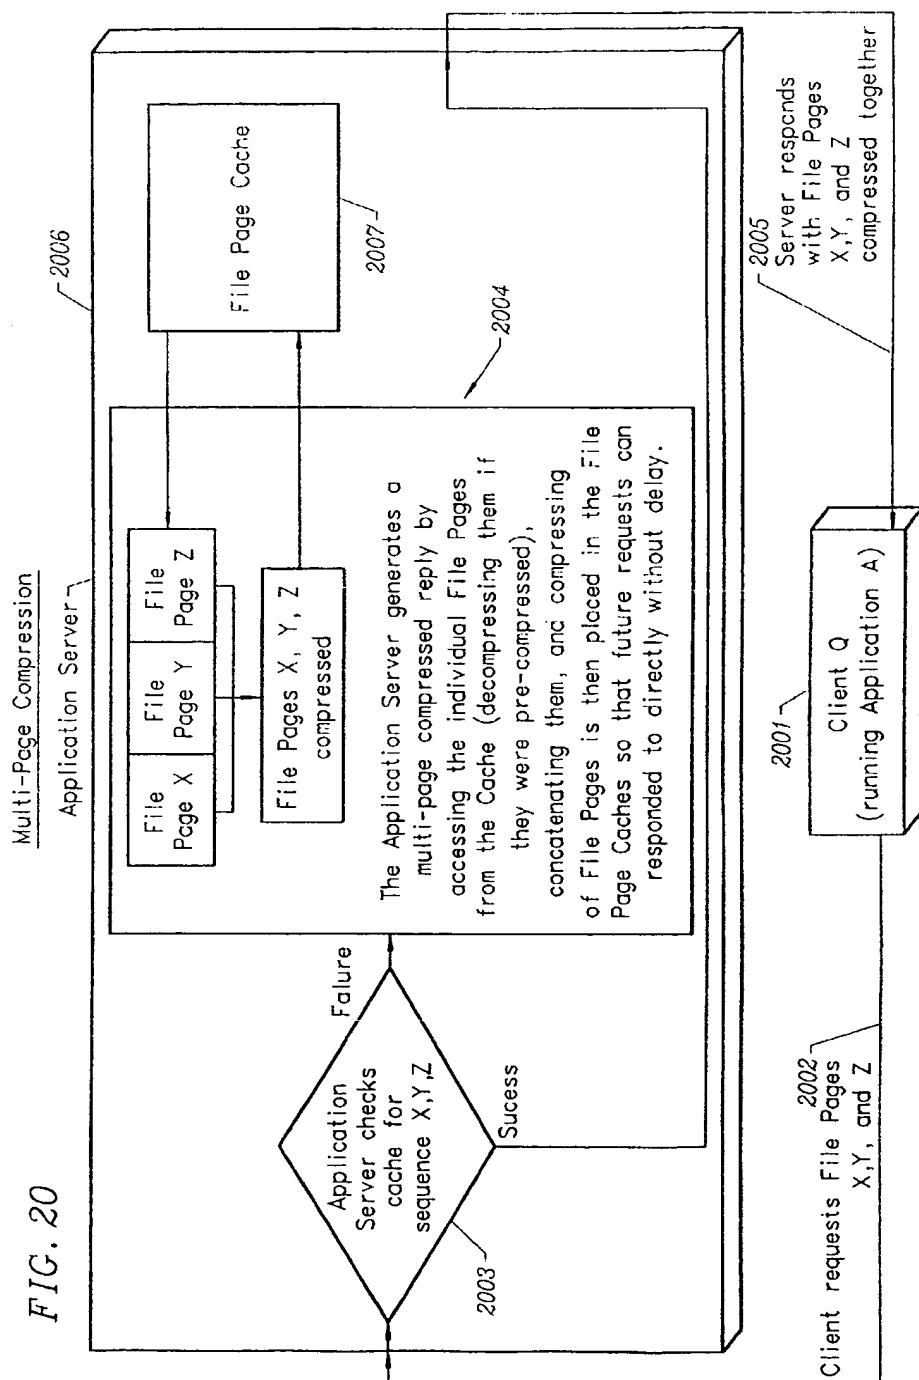 FIG. 20
Multi-Page Compression
Application Server
2006
File
Page X
File
Page Y
File
Page Z
File Pages X, Y, Z
compressed
File Page Cache
2007
Application
Server checks
cache for
sequence X,Y,Z
2003
Falure
Sucess
The Application Server generates a
multi-page compressed reply by
accessing the individual File Pages
from the Cache (decompressing them if
they were pre-compressed),
concatenating them, and compressing
of File Pages is then placed in the File
Page Caches so that future requests can
responded to directly without delay.
2004
2002
Client requests File Pages
X,Y, and Z
2001
Client Q
(running Application A)
2005
Server responds
with File Pages
X,Y, and Z
compressed together